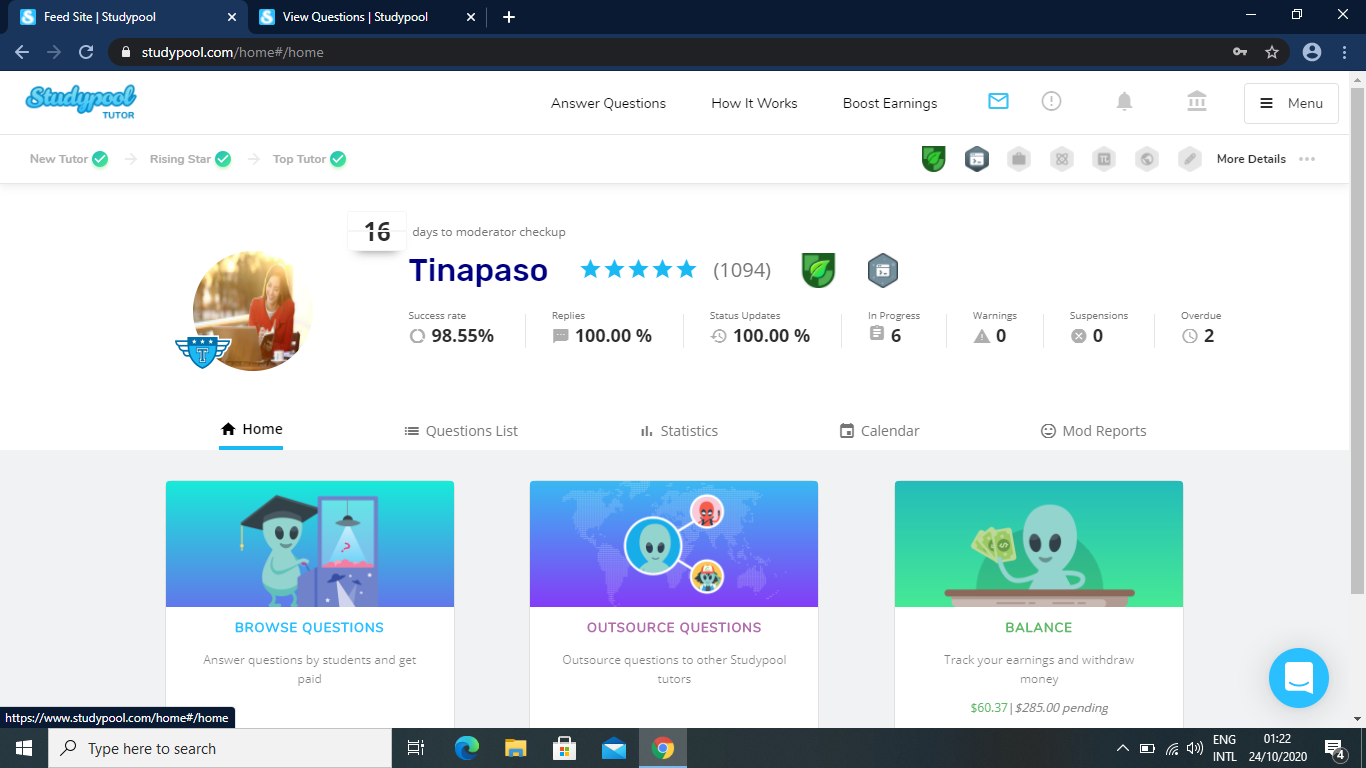 Feed Site | Studypool
View Questions | Studypool
studypool.com/home#/home
Studypool
TUTOR
Answer Questions
How It Works
Boost Earnings
Menu
New Tutor
Rising Star
Top Tutor
More Details
16 days to moderator checkup
Tinapaso (1094)
Success rate
98.55%
Replies
100.00 %
Status Updates
100.00 %
In Progress
6
Warnings
0
Suspensions
0
Overdue
2
Home
Questions List
Statistics
Calendar
Mod Reports
BROWSE QUESTIONS
Answer questions by students and get
paid
OUTSOURCE QUESTIONS
Outsource questions to other Studypool
tutors
BALANCE
Track your earnings and withdraw
money
$60.37|$285.00 pending
https://www.studypool.com/home#/home
Type here to search
ENG
INTL
01:22
24/10/2020
4